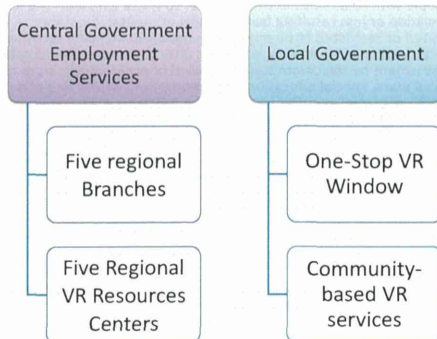 Central Government
Employment
Services
Five regional
Branches
Five Regional
VR Resources
Centers
Local Government
One-Stop VR
Window
Community-
based VR
services